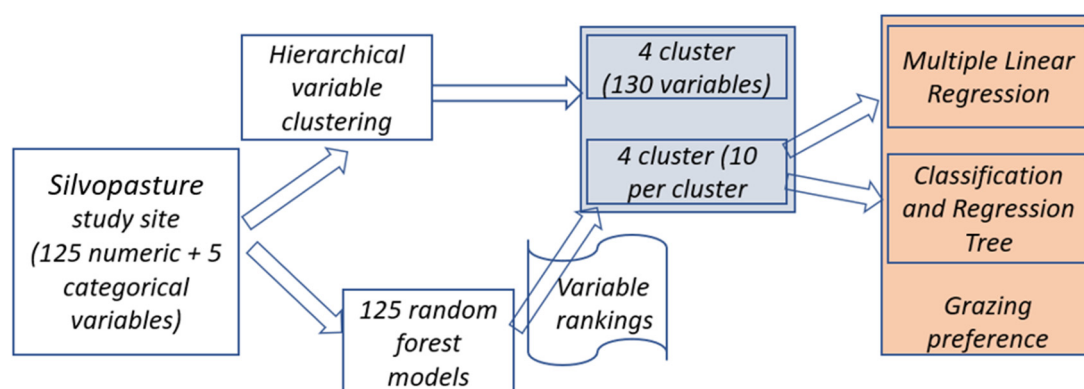 Silvopasture
study site
(125 numeric + 5
categorical
variables)
Hierarchical
variable
clustering
125 random
forest
models
Variable
rankings
4 cluster
(130 variables)
4 cluster (10
per cluster
Multiple Linear
Regression
Classification
and Regression
Tree
Grazing
preference